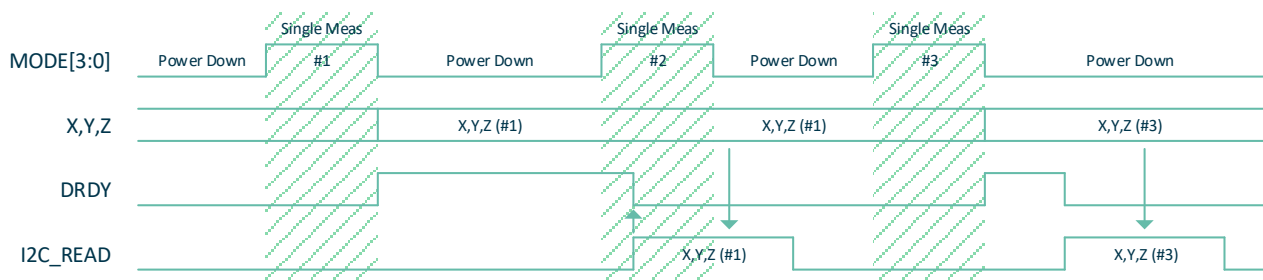 Single Meas Single Meas Single Meas
MODE[3:0] Power Down #1 Power Down #2 Power Down #3 Power Down
X,Y,Z X,Y,Z (#1) X,Y,Z (#1) X,Y,Z (#3)
DRDY
I2C_READ X,Y,Z (#1) X,Y,Z (#3)